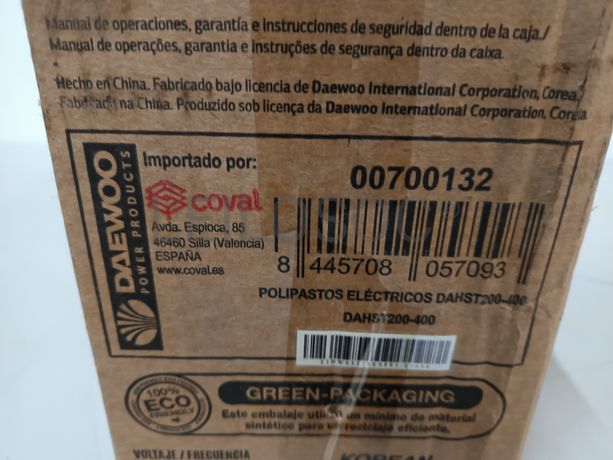 Manual de operaciones, garantía e instrucciones de seguridad dentro de la caja./
Manual de operações, garantia e instruções de segurança dentro da caixa.
Hecho en China. Fabricado bajo licencia de Daewoo International Corporation, Corea.
Fabricado na China. Produzido sob licença da Daewoo International Corporation, Coreia.
DAEWOO
POWER PRODUCTS
Importado por:
coval
Avda. Espioca, 85
46460 Silla (Valencia)
ESPAÑA
www.coval.es
00700132
8 445708 057093
POLIPASTOS ELÉCTRICOS DAHST200-400
DAHST200-400
100%
ECO
FRIENDLY
GREEN-PACKAGING
Este embalaje utiliza un mínimo de material
sintético para un reciclaje eficiente.
VOLTAJE / FRECUENCIA
KOREAN